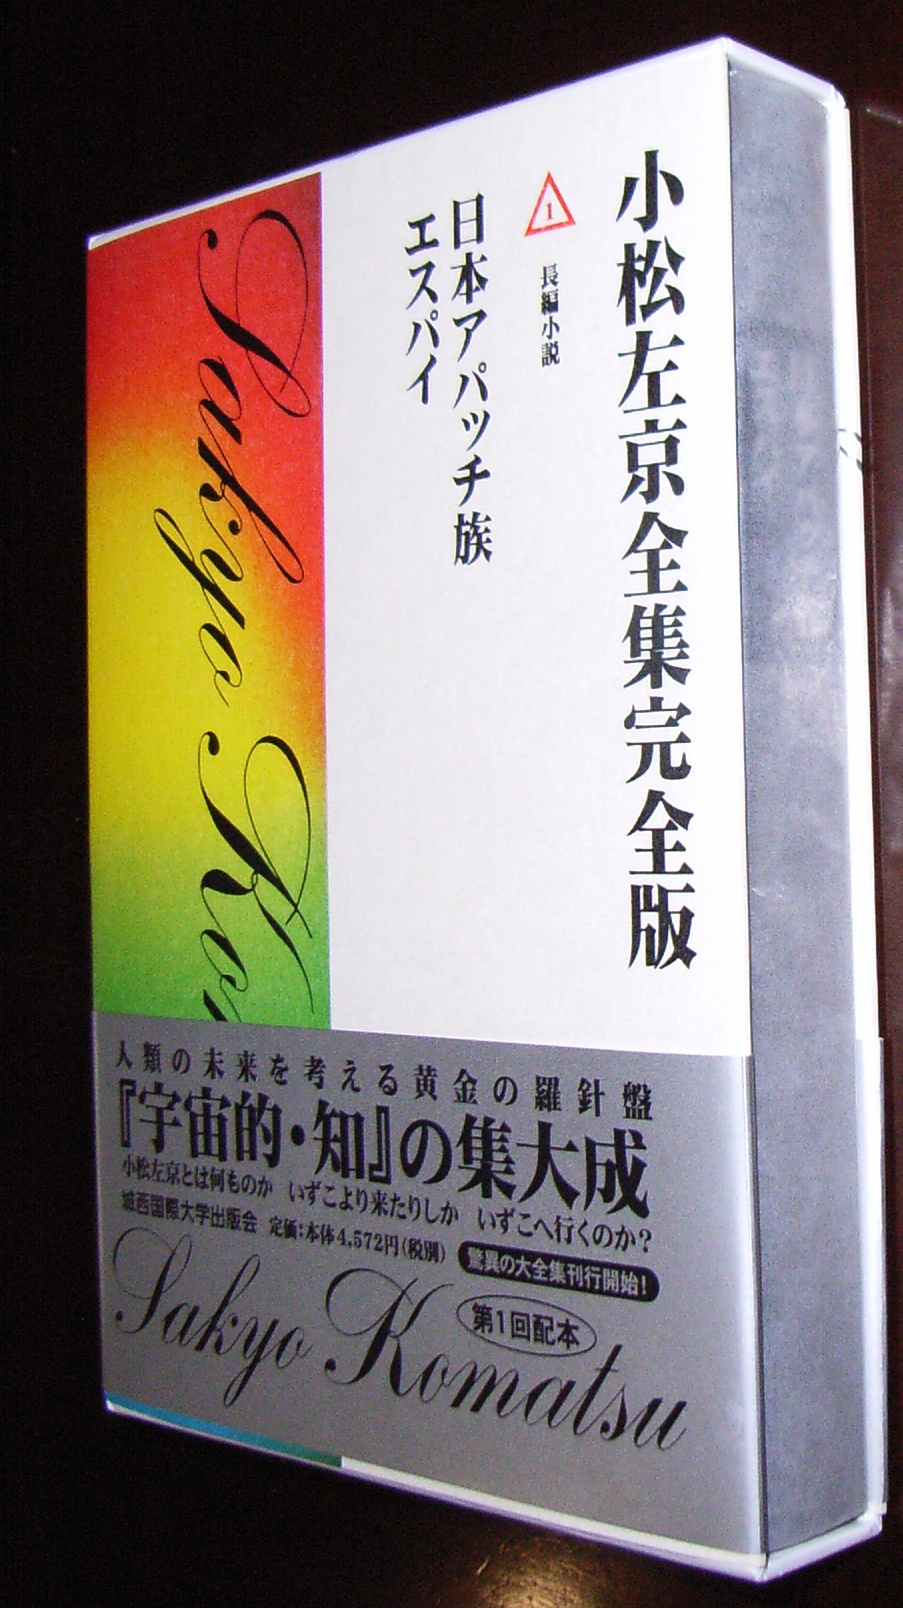 小松左京全集完全版
1
長編小説
日本アパッチ族
エスパイ
Sakyo Ko
人類の未来を考える黄金の羅針盤
『宇宙的・知』の集大成
小松左京とは何ものか いずこより来たりしか いずこへ行くのか?
城西国際大学出版会 定価:本体4,572円(税別) 驚異の大全集刊行開始!
第1回配本
Sakyo Komatsu